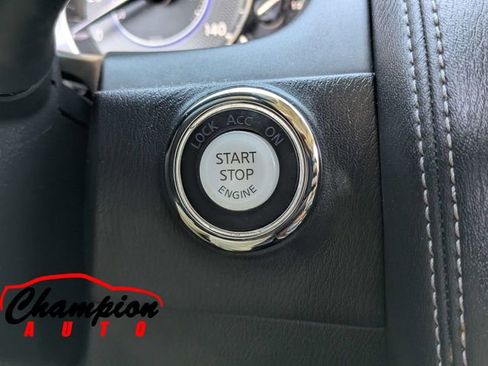 140
LOCK ACC ON
START
STOP
ENGINE
Champion
AUTO